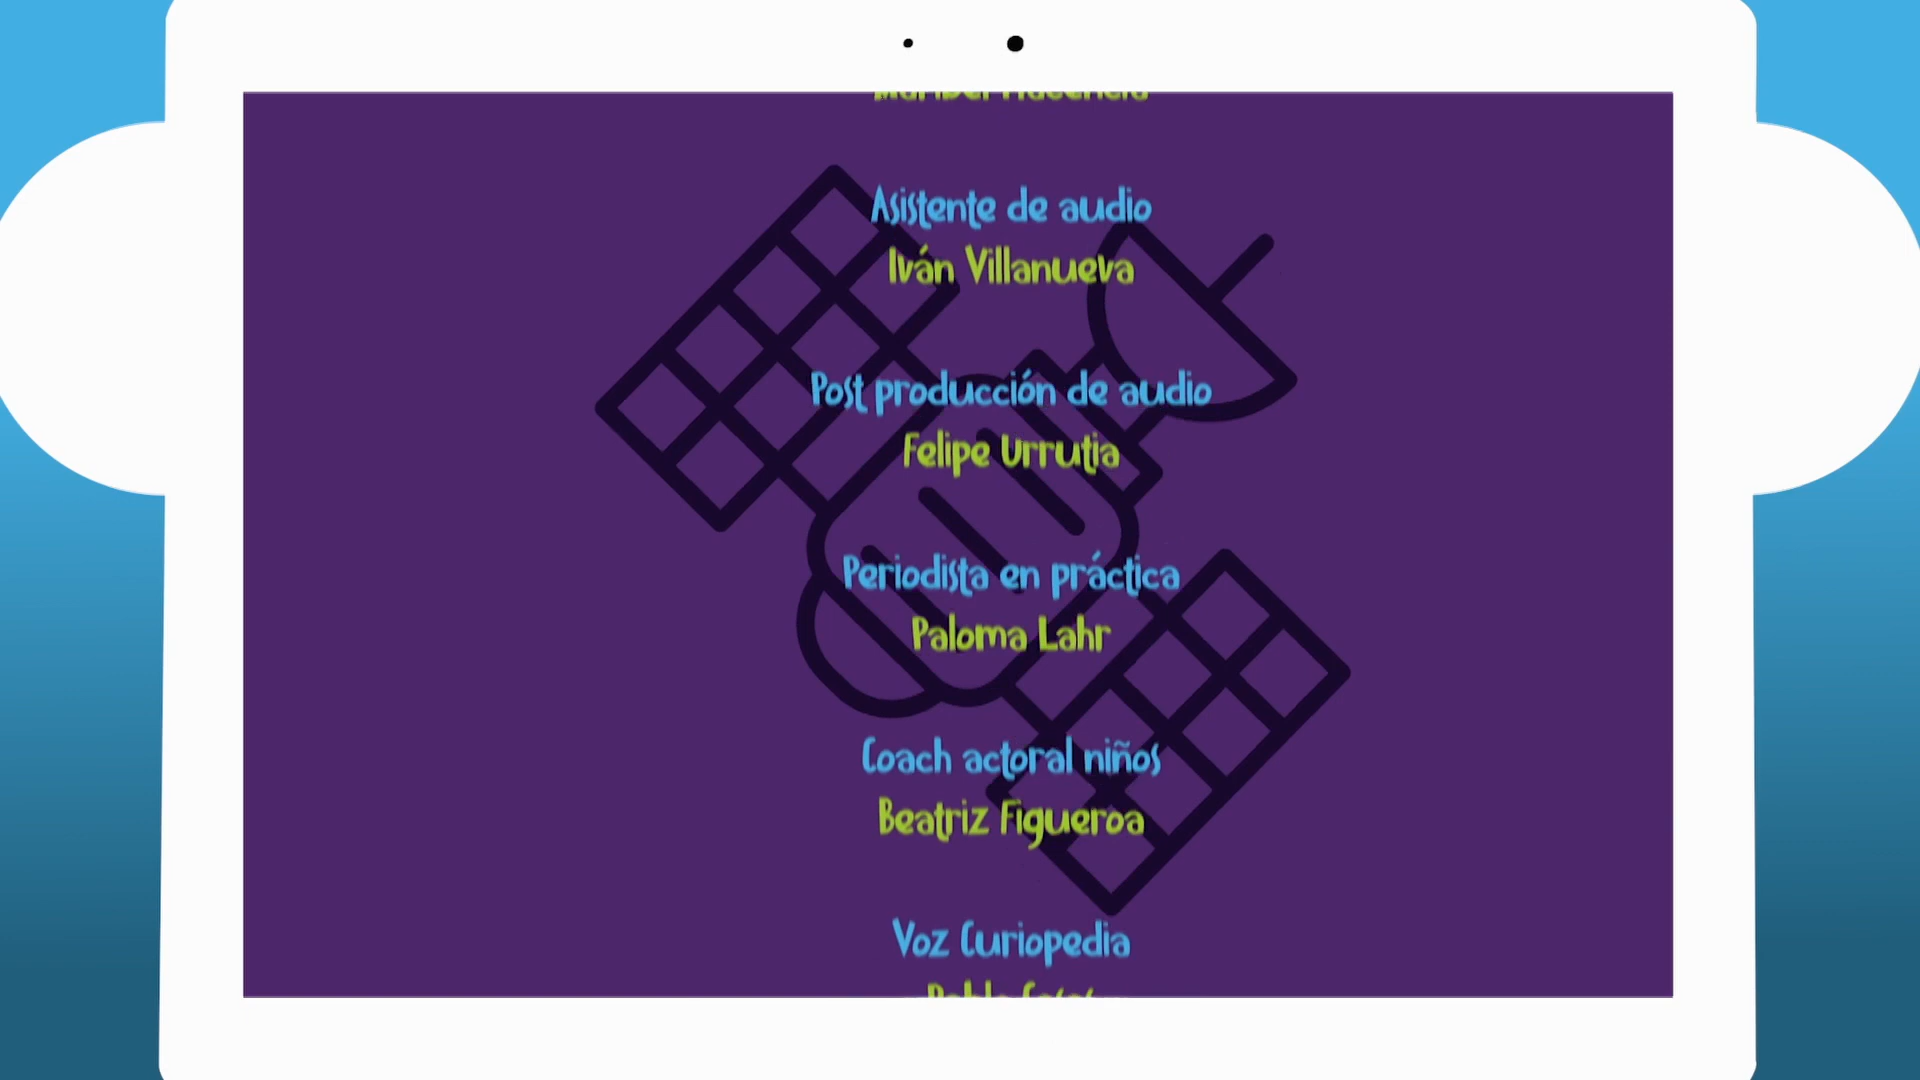 Asistente de audio
Iván Villanueva
Post producción de audio
Felipe Urrutia
Periodista en práctica
Paloma Lahr
Coach actoral niños
Beatriz Figueroa
Voz Curiopedia